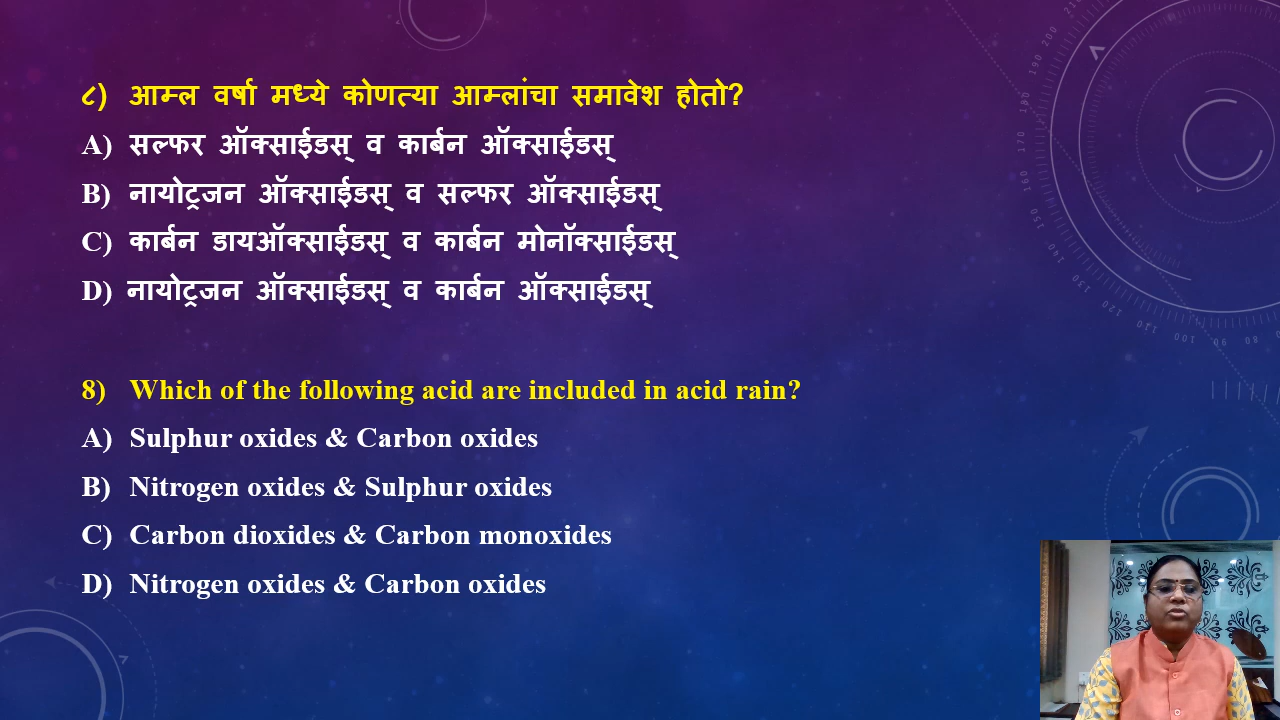 ८) आम्ल वर्षा मध्ये कोणत्या आम्लांचा समावेश होतो?
A) सल्फर ऑक्साईडस् व कार्बन ऑक्साईडस्
B) नायोट्रजन ऑक्साईडस् व सल्फर ऑक्साईडस्
C) कार्बन डायऑक्साईडस् व कार्बन मोनॉक्साईडस्
D) नायोट्रजन ऑक्साईडस् व कार्बन ऑक्साईडस्
8) Which of the following acid are included in acid rain?
A) Sulphur oxides & Carbon oxides
B) Nitrogen oxides & Sulphur oxides
C) Carbon dioxides & Carbon monoxides
D) Nitrogen oxides & Carbon oxides